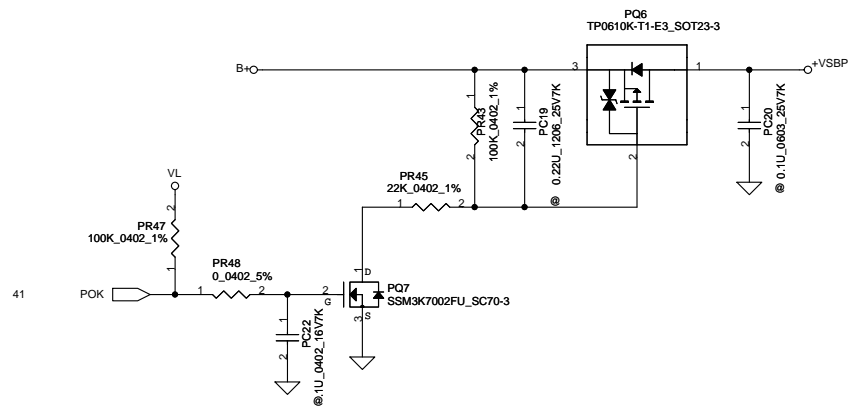 PQ6
TP0610K-T1-E3_SOT23-3
B+
3
1
+VSBP
1
PR43
100K_0402_1%
2
1
PC19
0.22U_1206_25V7K
@
2
2
1
PC20
@ 0.1U_0603_25V7K
2
VL
PR45
22K_0402_1%
1
2
2
PR47
100K_0402_1%
1
PR48
0_0402_5%
41
POK
1
2
2
G
1
D
PQ7
SSM3K7002FU_SC70-3
3
S
1
PC22
@.1U_0402_16V7K
2